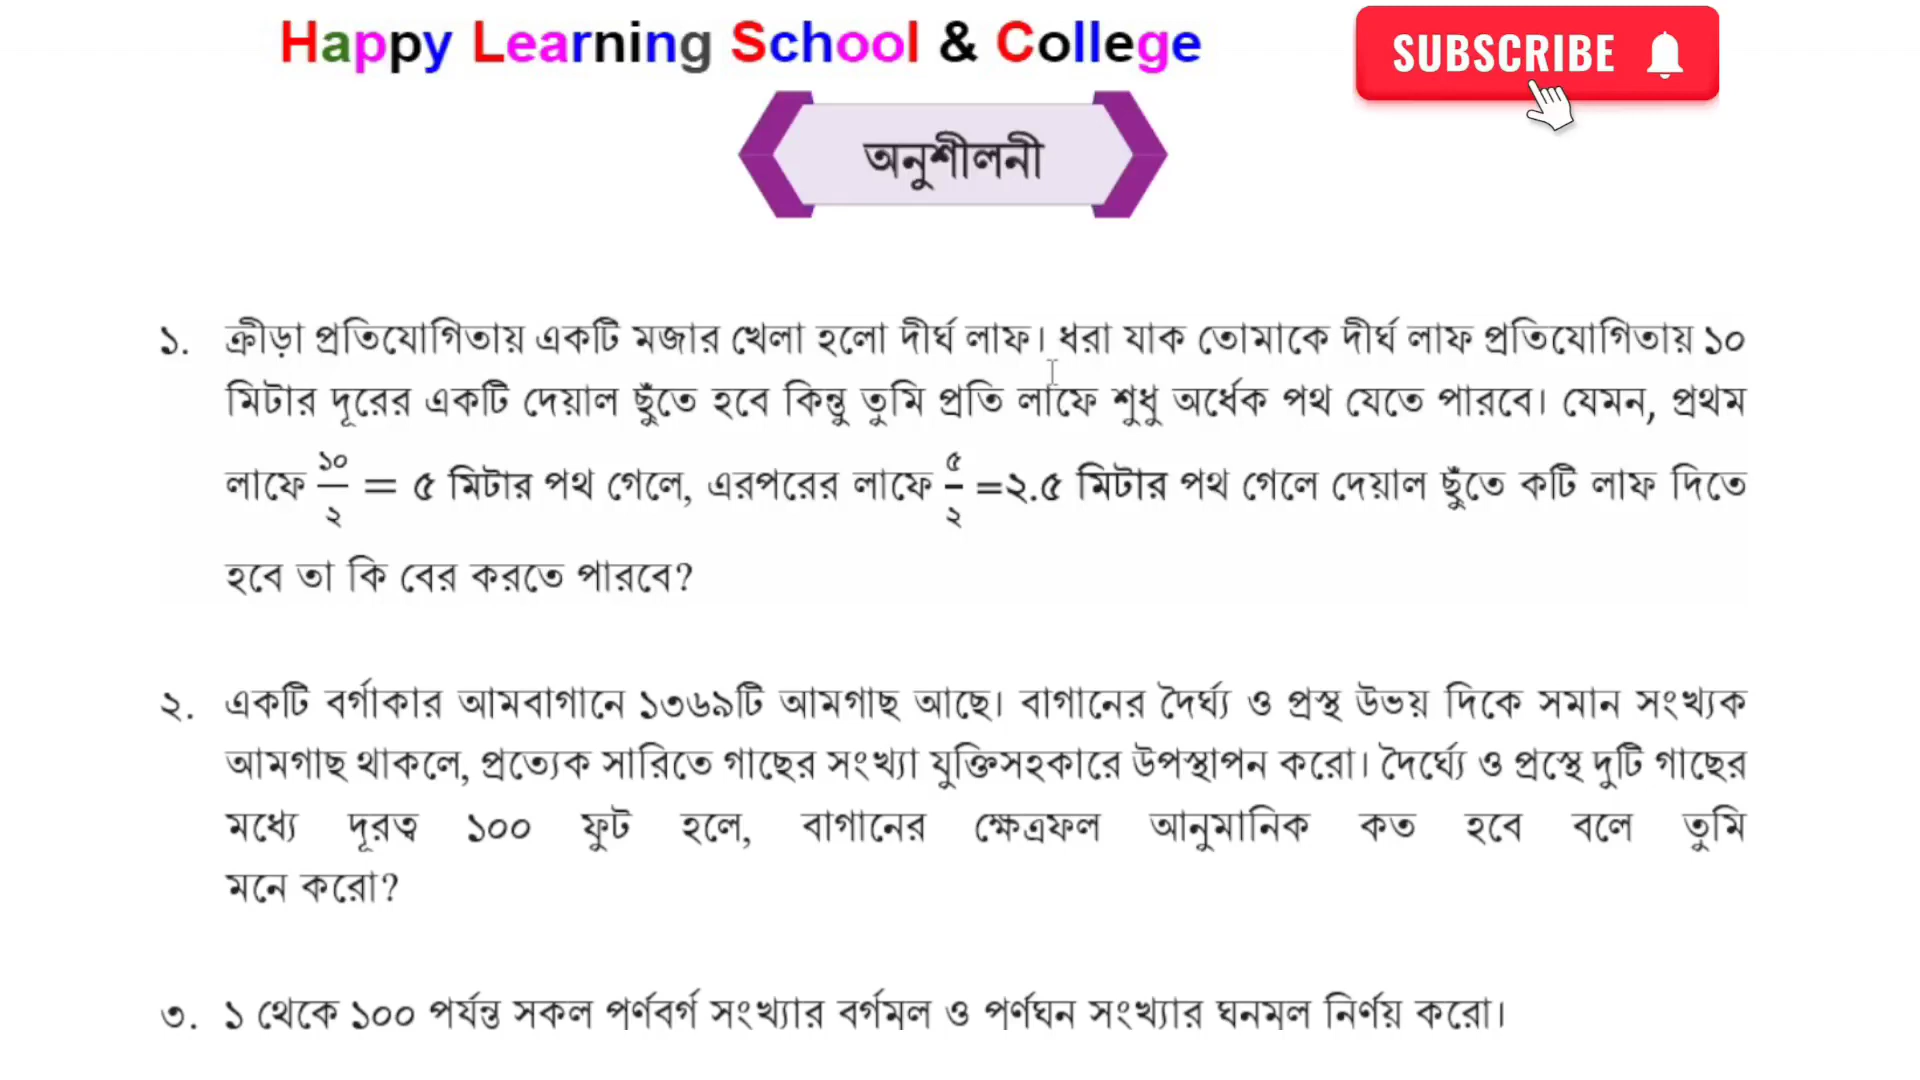 Happy Learning School & College
SUBSCRIBE
অনুশীলনী
১. ক্রীড়া প্রতিযোগিতায় একটি মজার খেলা হলো দীর্ঘ লাফ। ধরা যাক তোমাকে দীর্ঘ লাফ প্রতিযোগিতায় ১০
মিটার দূরের একটি দেয়াল ছুঁতে হবে কিন্তু তুমি প্রতি লাফে শুধু অর্ধেক পথ যেতে পারবে। যেমন, প্রথম
লাফে ১০/২ = ৫ মিটার পথ গেলে, এরপরের লাফে ৫/২ =২.৫ মিটার পথ গেলে দেয়াল ছুঁতে কটি লাফ দিতে
হবে তা কি বের করতে পারবে?
২. একটি বর্গাকার আমবাগানে ১৩৬৯টি আমগাছ আছে। বাগানের দৈর্ঘ্য ও প্রস্থ উভয় দিকে সমান সংখ্যক
আমগাছ থাকলে, প্রত্যেক সারিতে গাছের সংখ্যা যুক্তিসহকারে উপস্থাপন করো। দৈর্ঘ্যে ও প্রস্থে দুটি গাছের
মধ্যে দূরত্ব ১০০ ফুট হলে, বাগানের ক্ষেত্রফল আনুমানিক কত হবে বলে তুমি
মনে করো?
৩. ১ থেকে ১০০ পর্যন্ত সকল পূর্ণবর্গ সংখ্যার বর্গমূল ও পূর্ণঘন সংখ্যার ঘনমূল নির্ণয় করো।